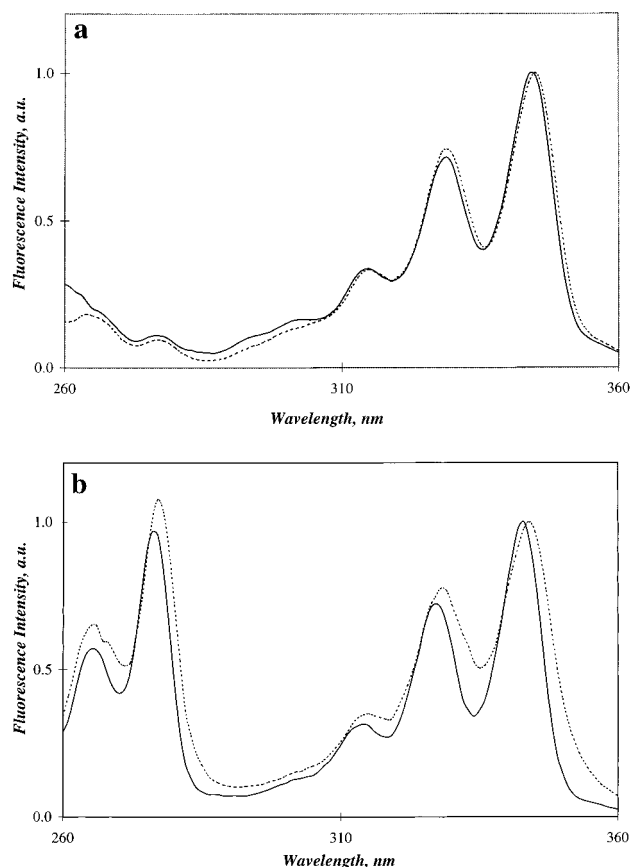 a
Fluorescence Intensity, a.u.
1.0
0.5
0.0
260
310
360
Wavelength, nm
b
Fluorescence Intensity, a.u.
1.0
0.5
0.0
260
310
360
Wavelength, nm